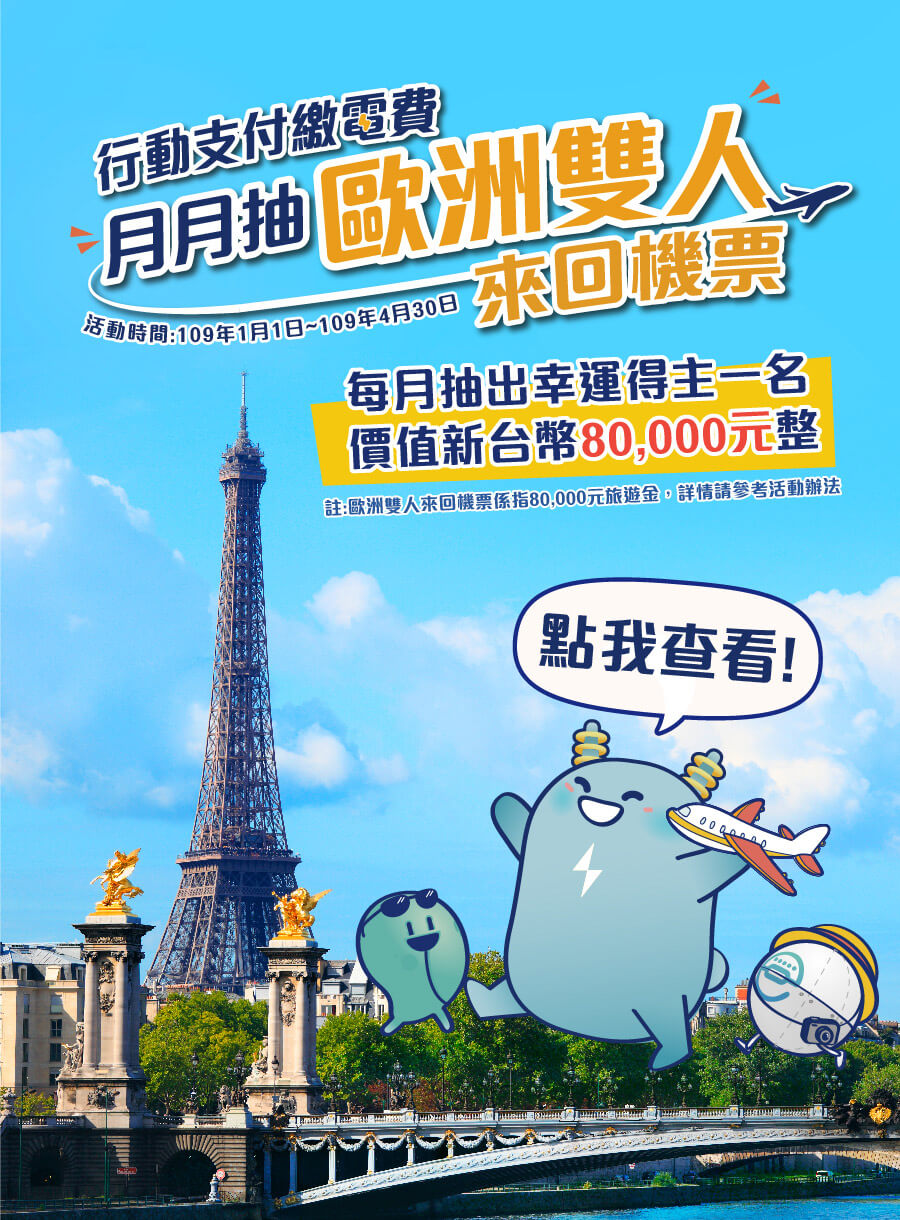 行動支付繳電費
月月抽歐洲雙人
來回機票
活動時間:109年1月1日~109年4月30日
每月抽出幸運得主一名
價值新台幣80,000元整
註:歐洲雙人來回機票係指80,000元旅遊金，詳情請參考活動辦法
點我查看!